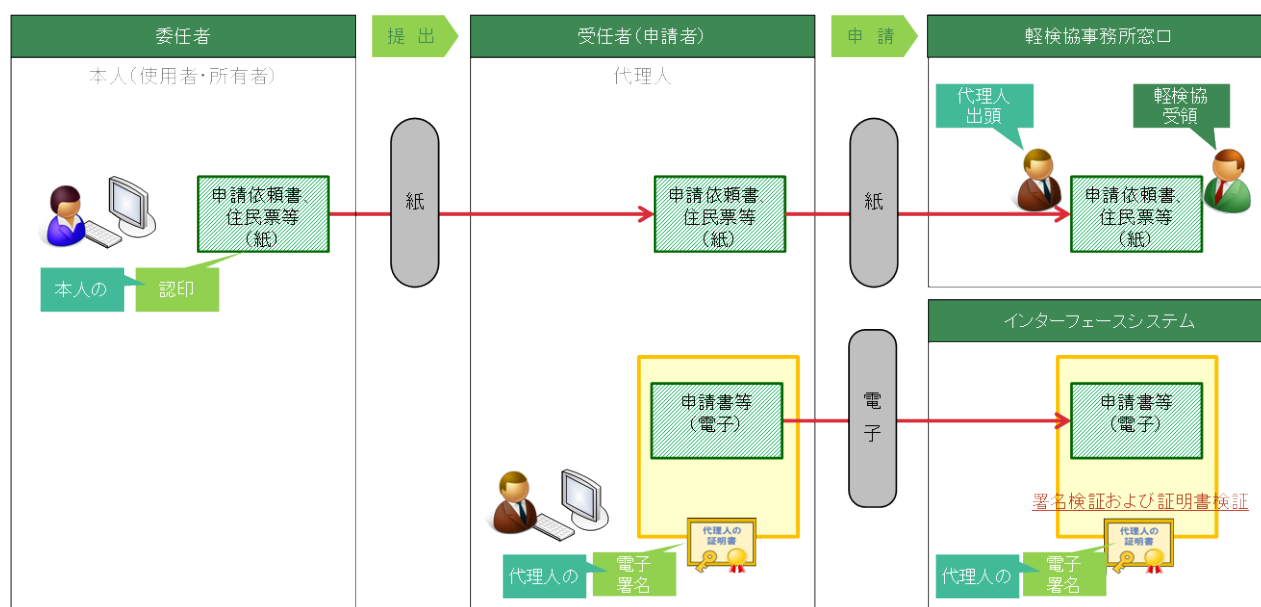 委任者
提出
受任者(申請者)
申請
軽検協事務所窓口
本人(使用者・所有者)
代理人
代理人
出頭
軽検協
受領
申請依頼書、
住民票等
(紙)
紙
申請依頼書、
住民票等
(紙)
紙
申請依頼書、
住民票等
(紙)
本人の
認印
インターフェースシステム
申請書等
(電子)
電
子
申請書等
(電子)
署名検証および証明書検証
代理人の
証明書
代理人の
電子
署名
代理人の
証明書
代理人の
電子
署名